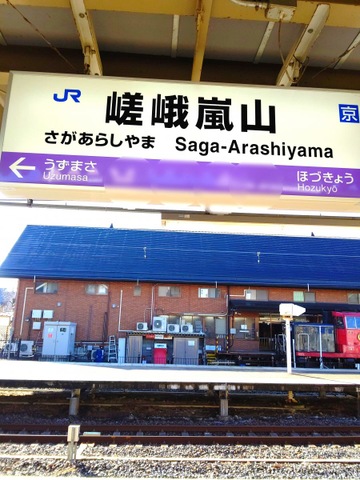 JR 嵯峨嵐山 京
さがあらしやま Saga-Arashiyama
← うずまさ ほづきょう
Uzumasa Hozukyō